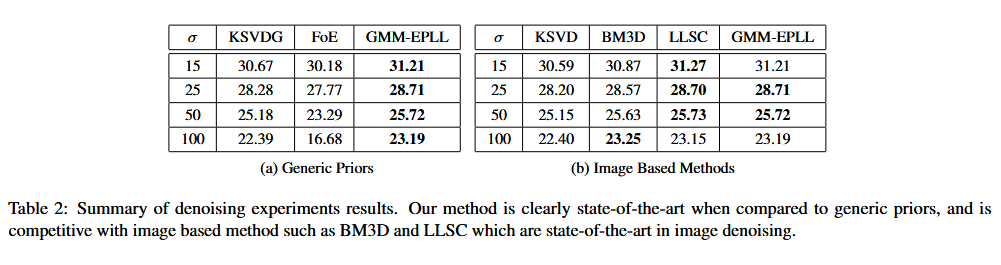 σ KSVDG FoE GMM-EPLL
15 30.67 30.18 31.21
25 28.28 27.77 28.71
50 25.18 23.29 25.72
100 22.39 16.68 23.19
(a) Generic Priors
σ KSVD BM3D LLSC GMM-EPLL
15 30.59 30.87 31.27 31.21
25 28.20 28.57 28.70 28.71
50 25.15 25.63 25.73 25.72
100 22.40 23.25 23.15 23.19
(b) Image Based Methods
Table 2: Summary of denoising experiments results. Our method is clearly state-of-the-art when compared to generic priors, and is
competitive with image based method such as BM3D and LLSC which are state-of-the-art in image denoising.